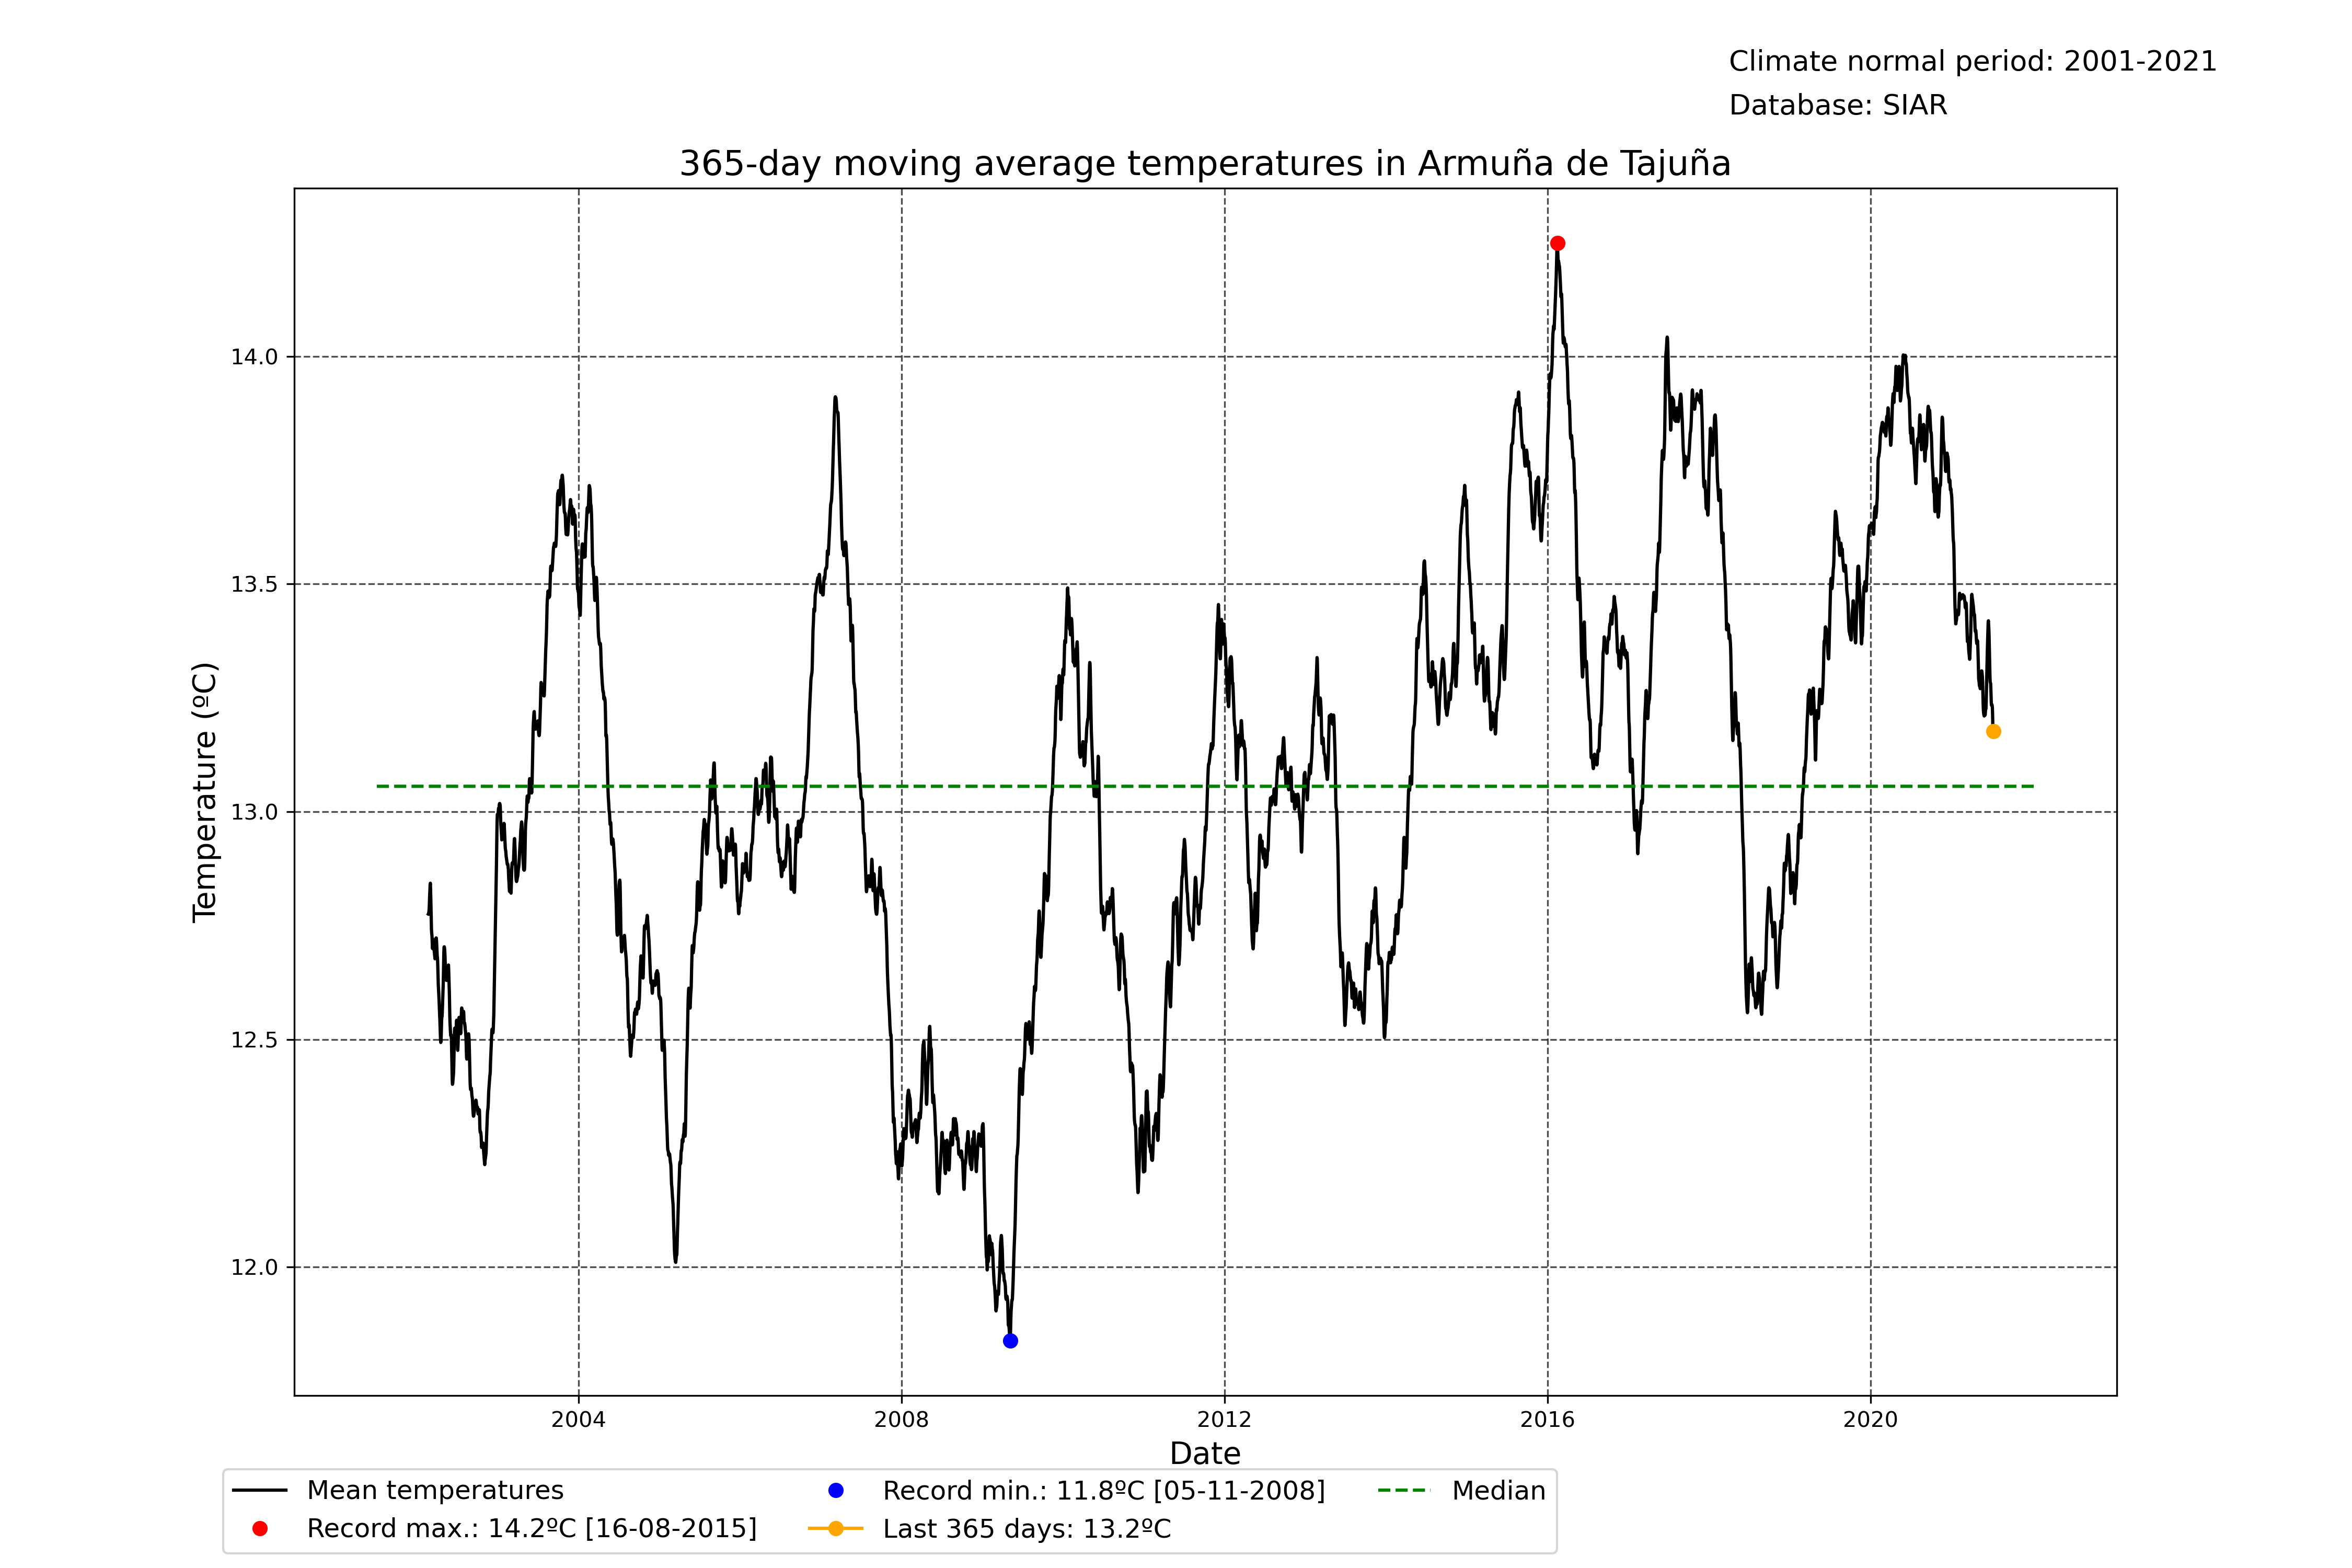 Climate normal period: 2001-2021
Database: SIAR
365-day moving average temperatures in Armuña de Tajuña
Temperature (ºC)
14.0
13.5
13.0
12.5
12.0
2004 2008 2012 2016 2020
Date
Mean temperatures
Record max.: 14.2ºC [16-08-2015]
Record min.: 11.8ºC [05-11-2008]
Last 365 days: 13.2ºC
Median